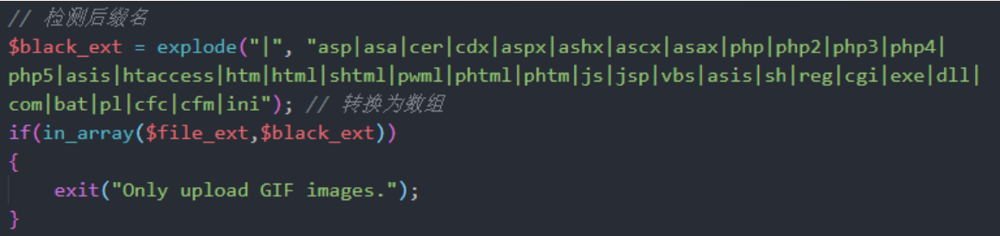 // 检测后缀名
$black_ext = explode("|", "asp|asa|cer|cdx|aspx|ashx|ascx|asax|php|php2|php3|php4|
php5|asis|htaccess|htm|html|shtml|pwml|phtml|phtm|js|jsp|vbs|asis|sh|reg|cgi|exe|dll|
com|bat|pl|cfc|cfm|ini"); // 转换为数组
if(in_array($file_ext,$black_ext))
{
    exit("Only upload GIF images.");
}